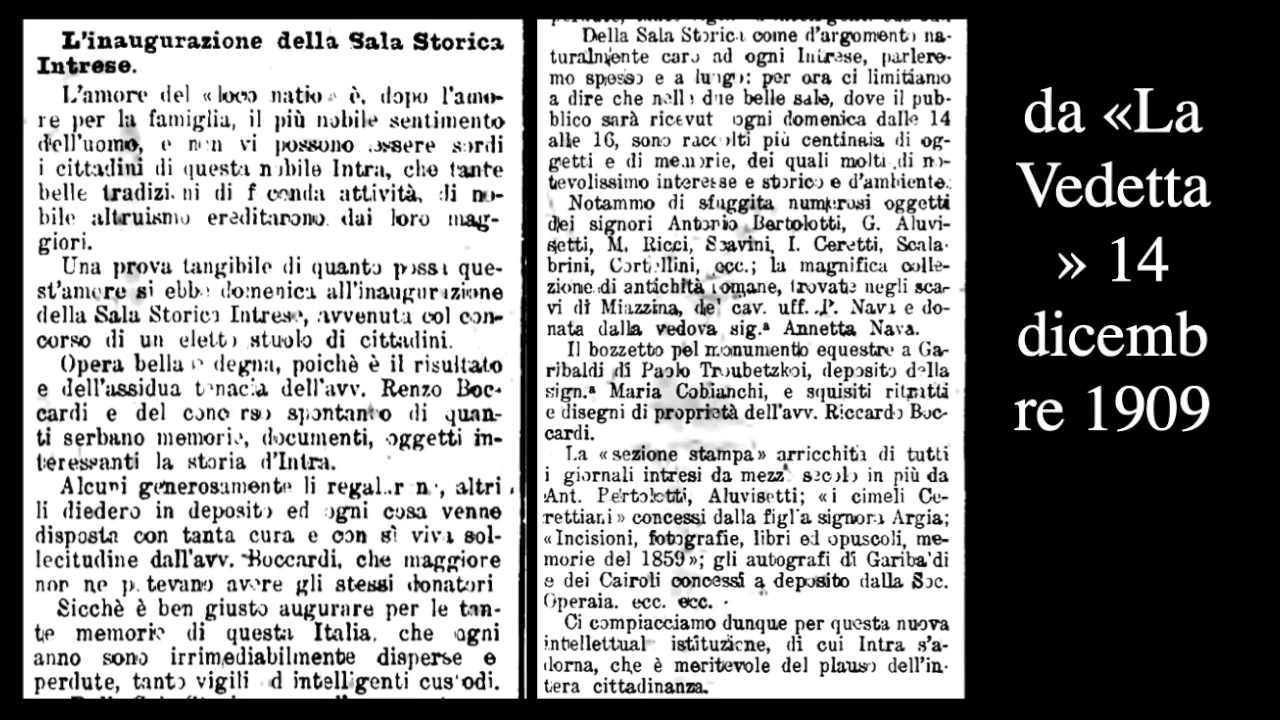 L'inaugurazione della Sala Storica
Intrese.
L'amore del «loco natio» è, dopo l'amo-
re per la famiglia, il più nobile sentimento
dell'uomo, e non vi possono essere sordi
i cittadini di questa nobile Intra, che tante
belle tradizioni di feconda attività, di no-
bile altruismo ereditarono dai loro mag-
giori.
Una prova tangibile di quanto possa que-
st'amore si ebbe domenica all'inaugurazione
della Sala Storica Intrese, avvenuta col con-
corso di un eletto stuolo di cittadini.
Opera bella e degna, poichè è il risultato
e dell'assidua tenacia dell'avv. Renzo Boc-
cardi e del concorso spontaneo di quan-
ti serbano memorie, documenti, oggetti in-
teressanti la storia d'Intra.
Alcuni generosamente li regalarono, altri
li diedero in deposito ed ogni cosa venne
disposta con tanta cura e con sì viva sol-
lecitudine dall'avv. Boccardi, che maggiore
non ne potevano avere gli stessi donatori
Sicchè è ben giusto augurare per le tan-
te memorie di questa Italia, che ogni
anno sono irrimediabilmente disperse e
perdute, tanto vigili ed intelligenti custodi.
Della Sala Storica come d'argomento na-
turalmente caro ad ogni Intrese, parlere-
mo spesso e a lungo: per ora ci limitiamo
a dire che nelle due belle sale, dove il pub-
blico sarà ricevuto ogni domenica dalle 14
alle 16, sono raccolti più centinaia di og-
getti e di memorie, dei quali molti di no-
tevolissimo interesse e storico e d'ambiente.
Notammo di sfuggita numerosi oggetti
dei signori Antonio Bertolotti, G. Aluvi-
setti, M. Ricci, Scavini, I. Ceretti, Scala-
brini, Cortellini, ecc.; la magnifica colle-
zione di antichità romane, trovate negli sca-
vi di Miazzina, de' cav. uff. P. Nava e do-
nata dalla vedova sig.ª Annetta Nava.
Il bozzetto pel monumento equestre a Ga-
ribaldi di Paolo Troubetzkoi, deposito della
sign.ª Maria Cobianchi, e squisiti ritratti
e disegni di proprietà dell'avv. Riccardo Boc-
cardi.
La «sezione stampa» arricchita di tutti
i giornali intresi da mezzo secolo in più da
Ant. Bertolotti, Aluvisetti; «i cimeli Ce-
rettiani» concessi dalla figlia signora Argia;
«Incisioni, fotografie, libri ed opuscoli, me-
morie del 1859»; gli autografi di Garibaldi
e dei Cairoli concessi a deposito dalla Soc.
Operaia. ecc. ecc.
Ci compiacciamo dunque per questa nuova
intellettual istituzione, di cui Intra s'a-
dorna, che è meritevole del plauso dell'in-
tera cittadinanza.
da «La
Vedetta
» 14
dicemb
re 1909